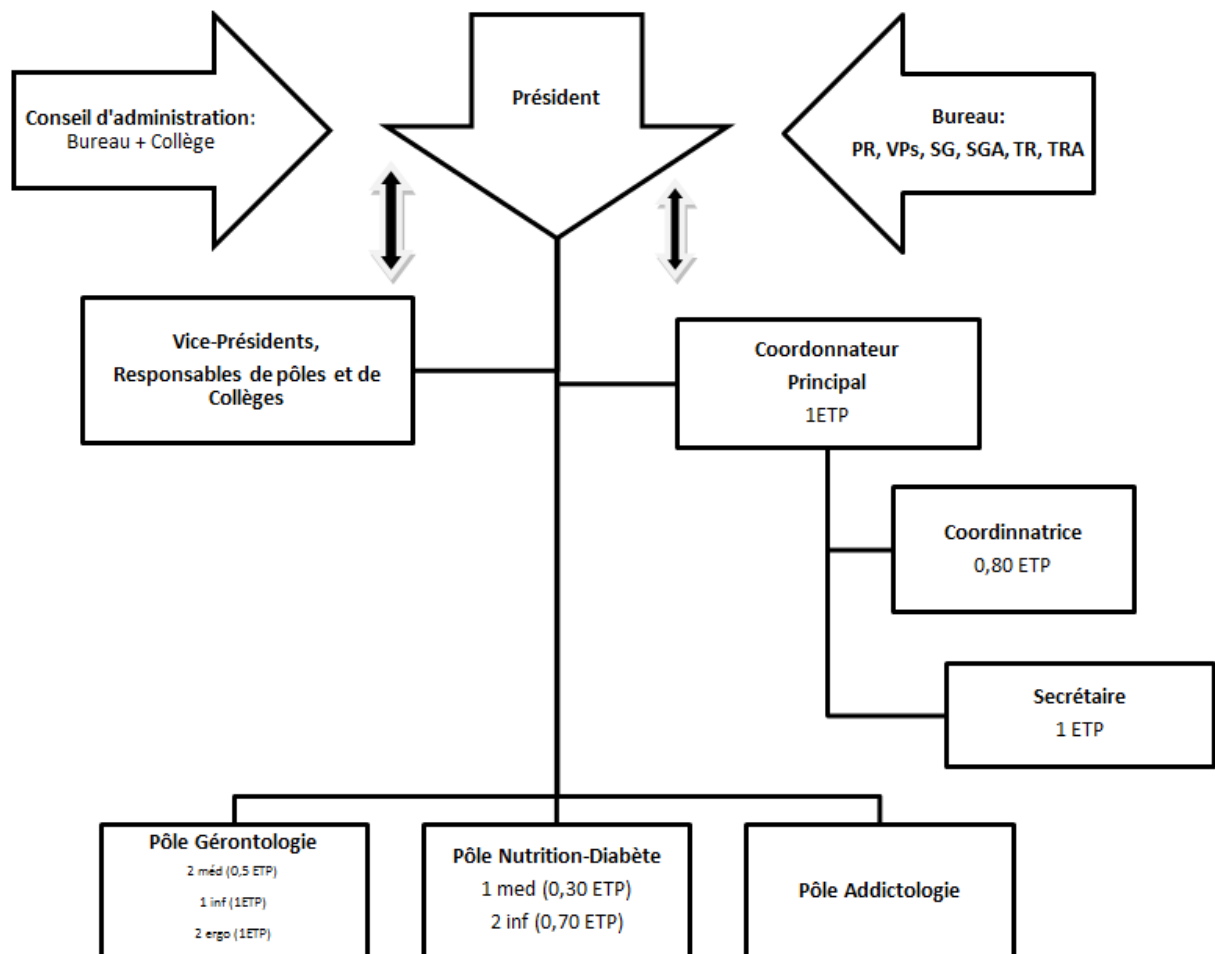 Conseil d'administration:
Bureau + Collège
Président
Bureau:
PR, VPs, SG, SGA, TR, TRA
Vice-Présidents,
Responsables de pôles et de
Collèges
Coordonnateur
Principal
1ETP
Coordinnatrice
0,80 ETP
Secrétaire
1 ETP
Pôle Gérontologie
2 méd (0,5 ETP)
1 inf (1ETP)
2 ergo (1ETP)
Pôle Nutrition-Diabète
1 med (0,30 ETP)
2 inf (0,70 ETP)
Pôle Addictologie